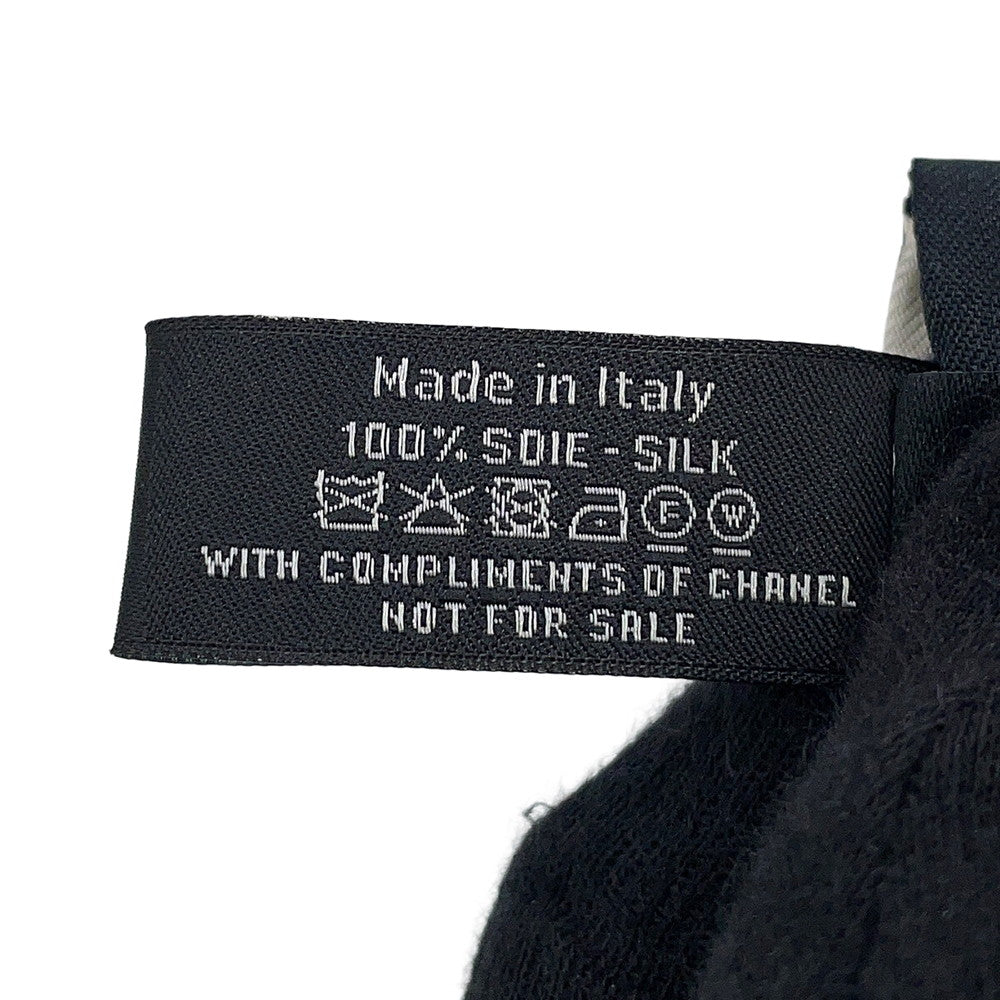 Made in Italy
100% SOIE - SILK
F W
WITH COMPLIMENTS OF CHANEL
NOT FOR SALE